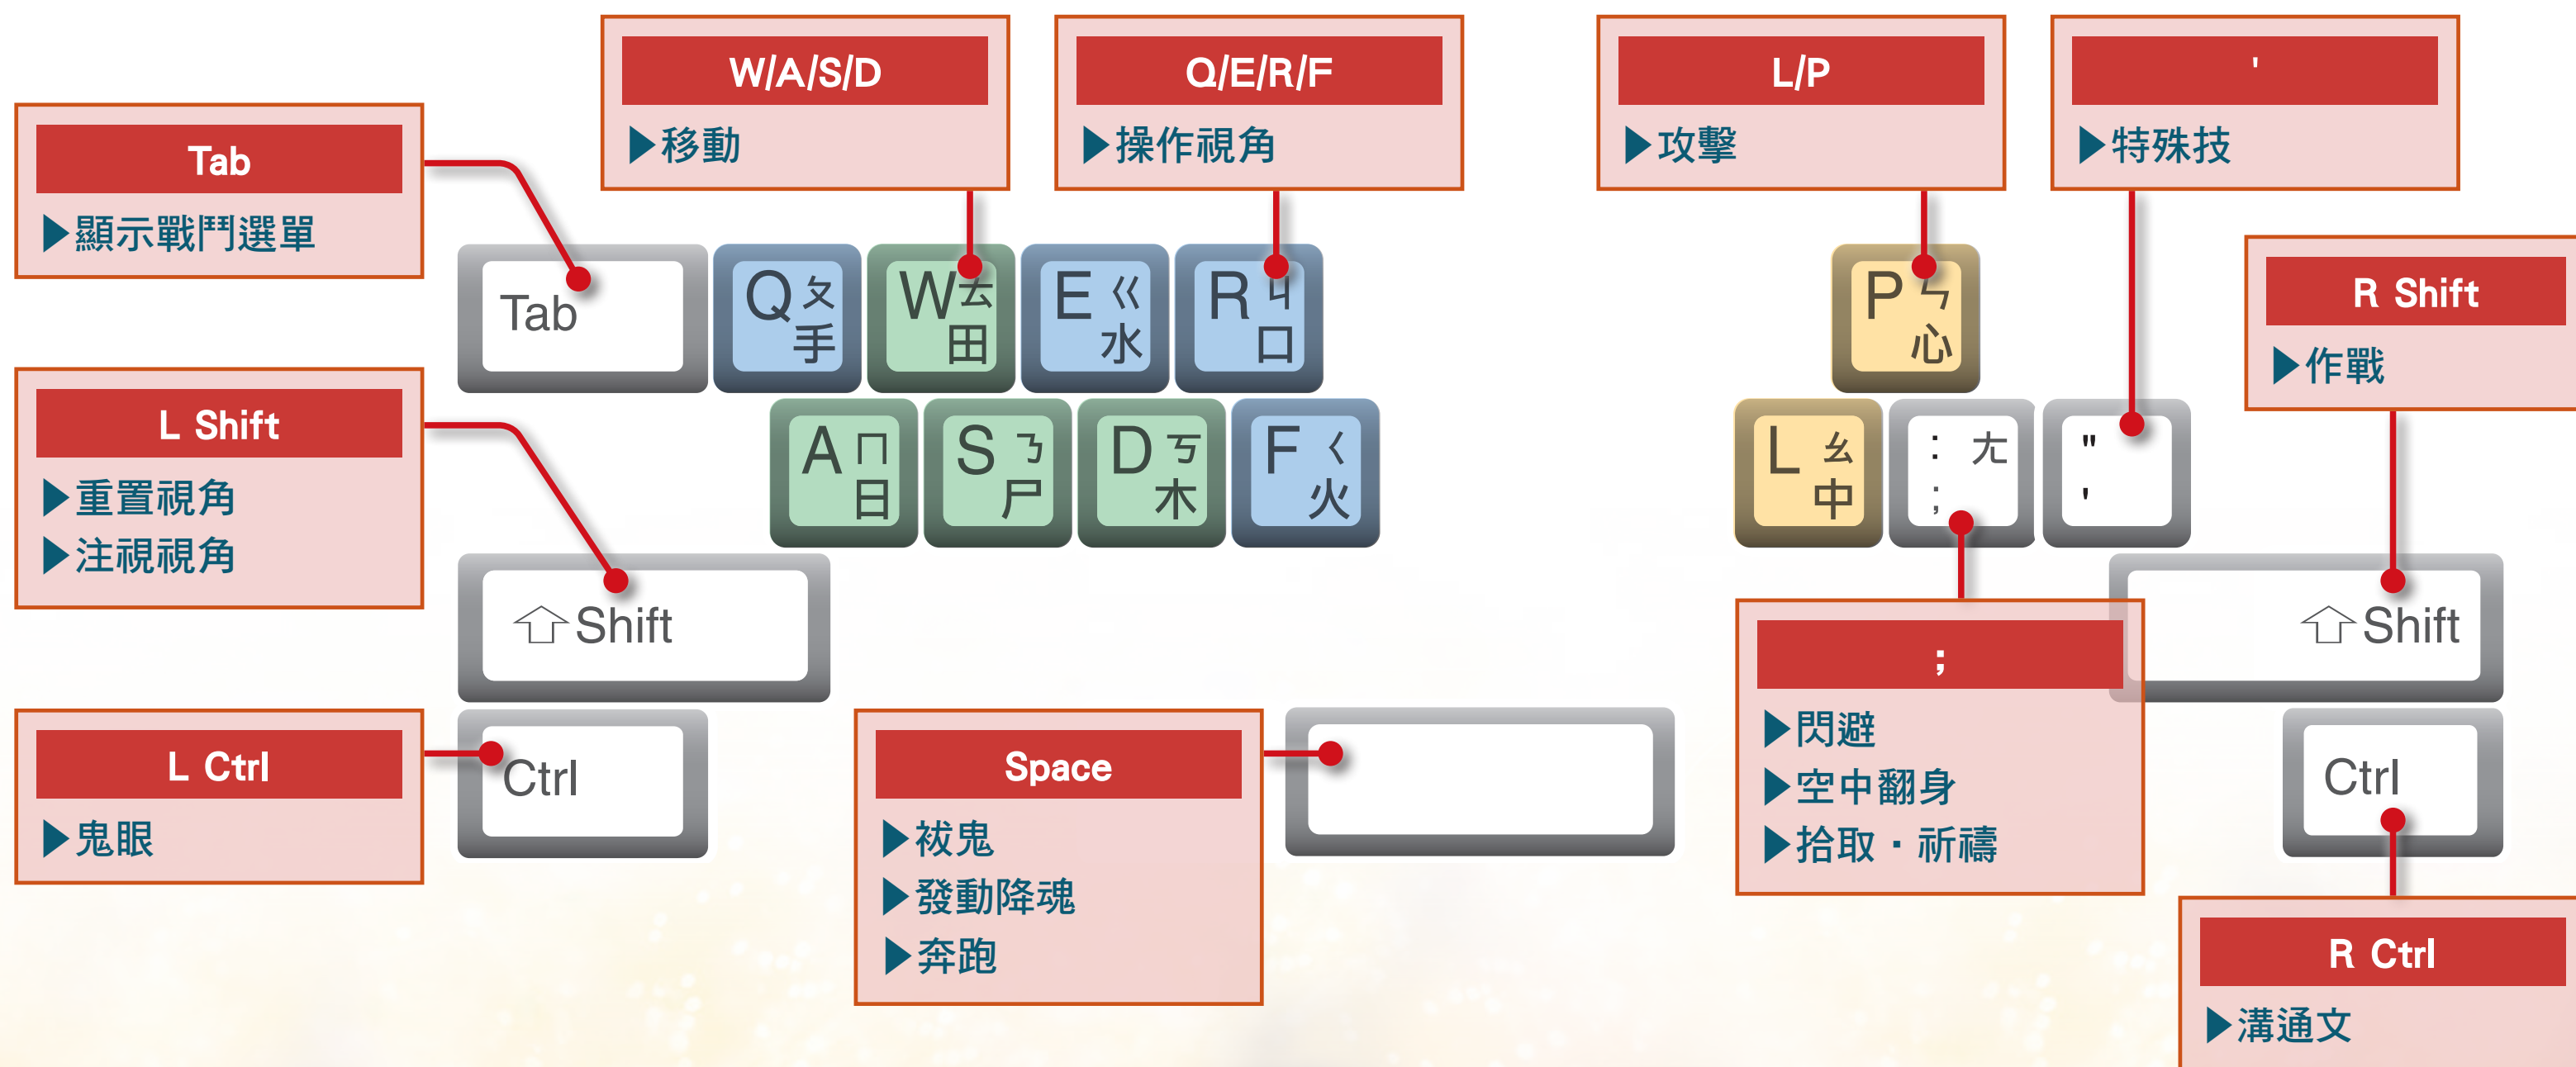 W/A/S/D
▶移動
Q/E/R/F
▶操作視角
L/P
▶攻擊
'
▶特殊技
Tab
▶顯示戰鬥選單
R Shift
▶作戰
L Shift
▶重置視角
▶注視視角
Tab
Q ㄆ
手
W ㄊ
田
E ㄍ
水
R ㄐ
口
P ㄣ
心
A ㄇ
日
S ㄋ
尸
D ㄎ
木
F ㄑ
火
L ㄠ
中
: ㄤ
;
"
'
Shift
Shift
L Ctrl
▶鬼眼
Ctrl
Space
▶祓鬼
▶發動降魂
▶奔跑
;
▶閃避
▶空中翻身
▶拾取・祈禱
Ctrl
R Ctrl
▶溝通文